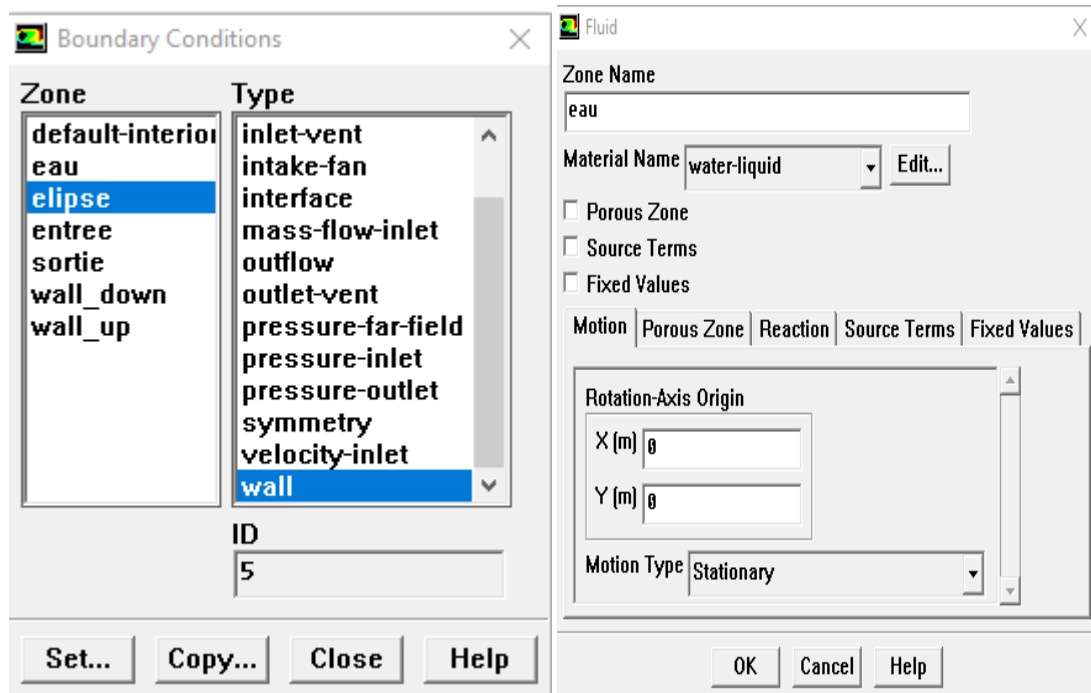 Boundary Conditions
Zone
Type
default-interior
eau
elipse
entree
sortie
wall_down
wall_up
inlet-vent
intake-fan
interface
mass-flow-inlet
outflow
outlet-vent
pressure-far-field
pressure-inlet
pressure-outlet
symmetry
velocity-inlet
wall
ID
5
Set...
Copy...
Close
Help
Fluid
Zone Name
eau
Material Name water-liquid Edit...
Porous Zone
Source Terms
Fixed Values
Motion Porous Zone Reaction Source Terms Fixed Values
Rotation-Axis Origin
X (m) 0
Y (m) 0
Motion Type Stationary
OK Cancel Help